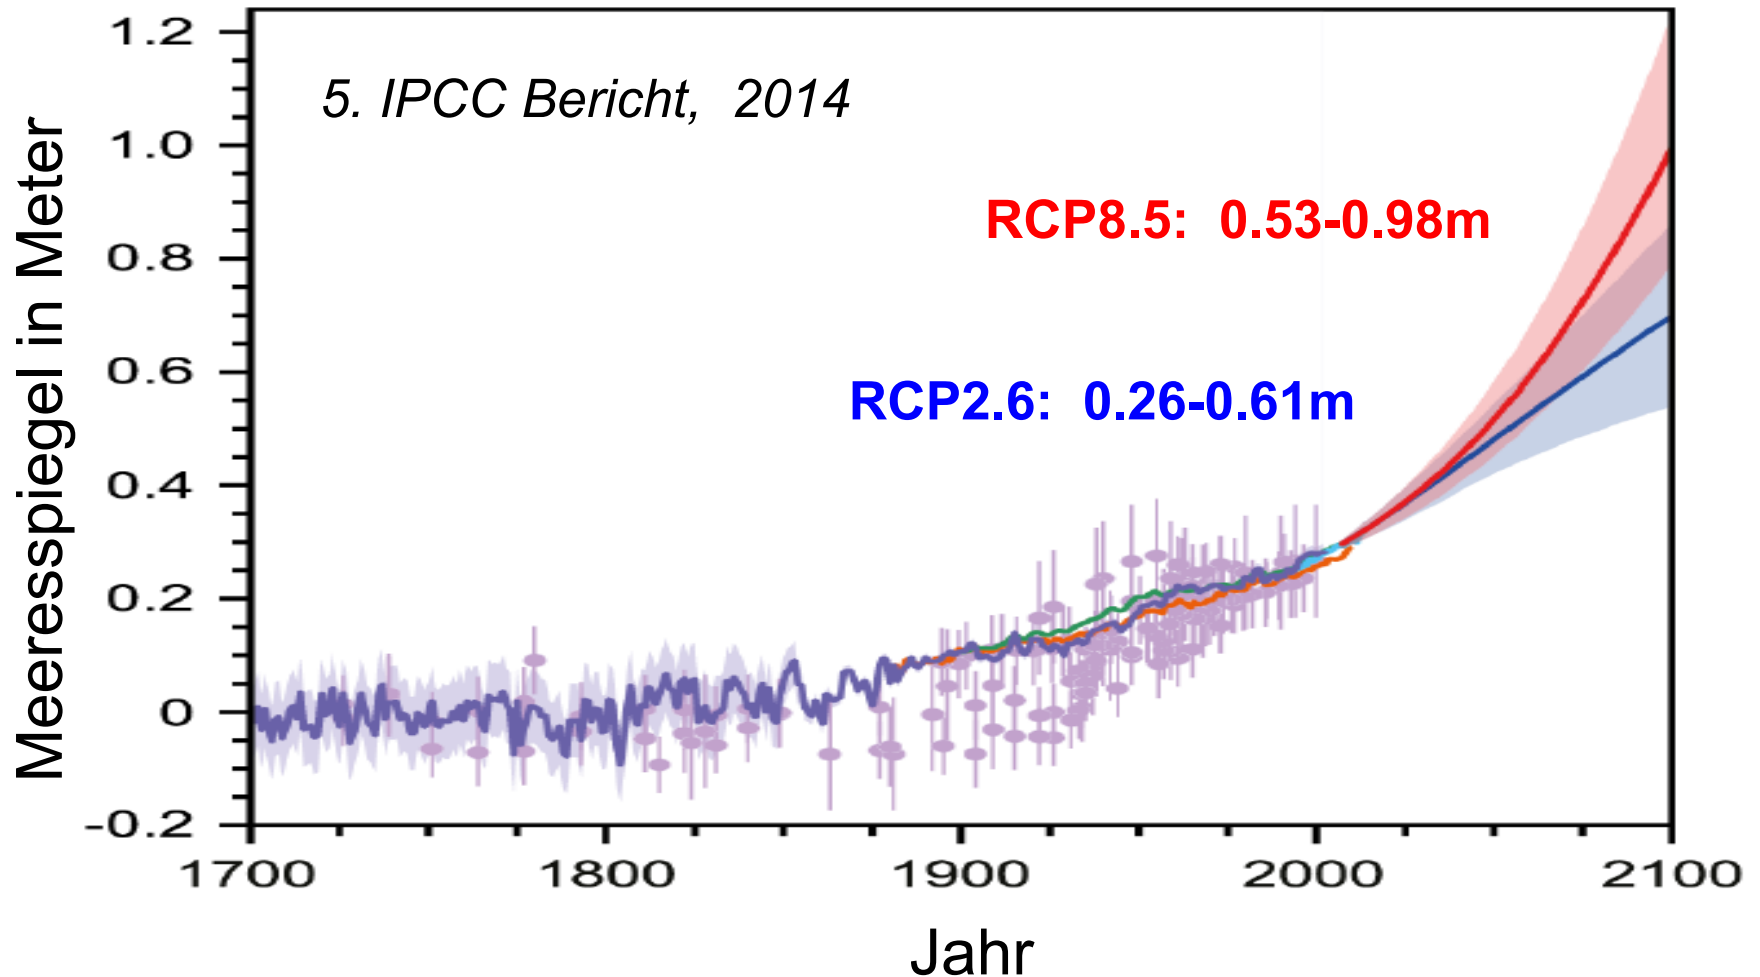 1.2
5. IPCC Bericht, 2014
1.0
RCP8.5: 0.53-0.98m
0.8
0.6
RCP2.6: 0.26-0.61m
0.4
0.2
0
-0.2
Meeresspiegel in Meter
1700 1800 1900 2000 2100
Jahr